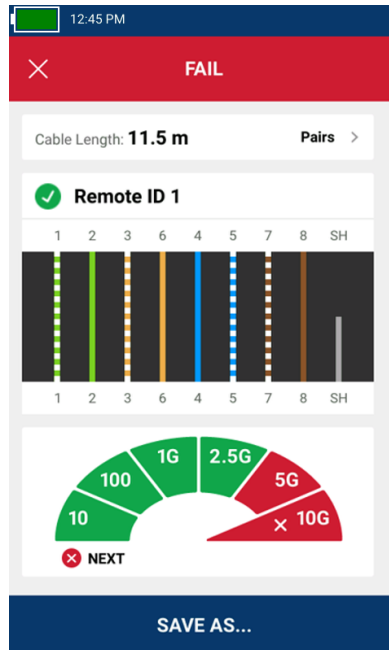 12:45 PM
FAIL
Cable Length: 11.5 m Pairs
Remote ID 1
1 2 3 6 4 5 7 8 SH
1 2 3 6 4 5 7 8 SH
10 100 1G 2.5G 5G 10G
NEXT
SAVE AS...